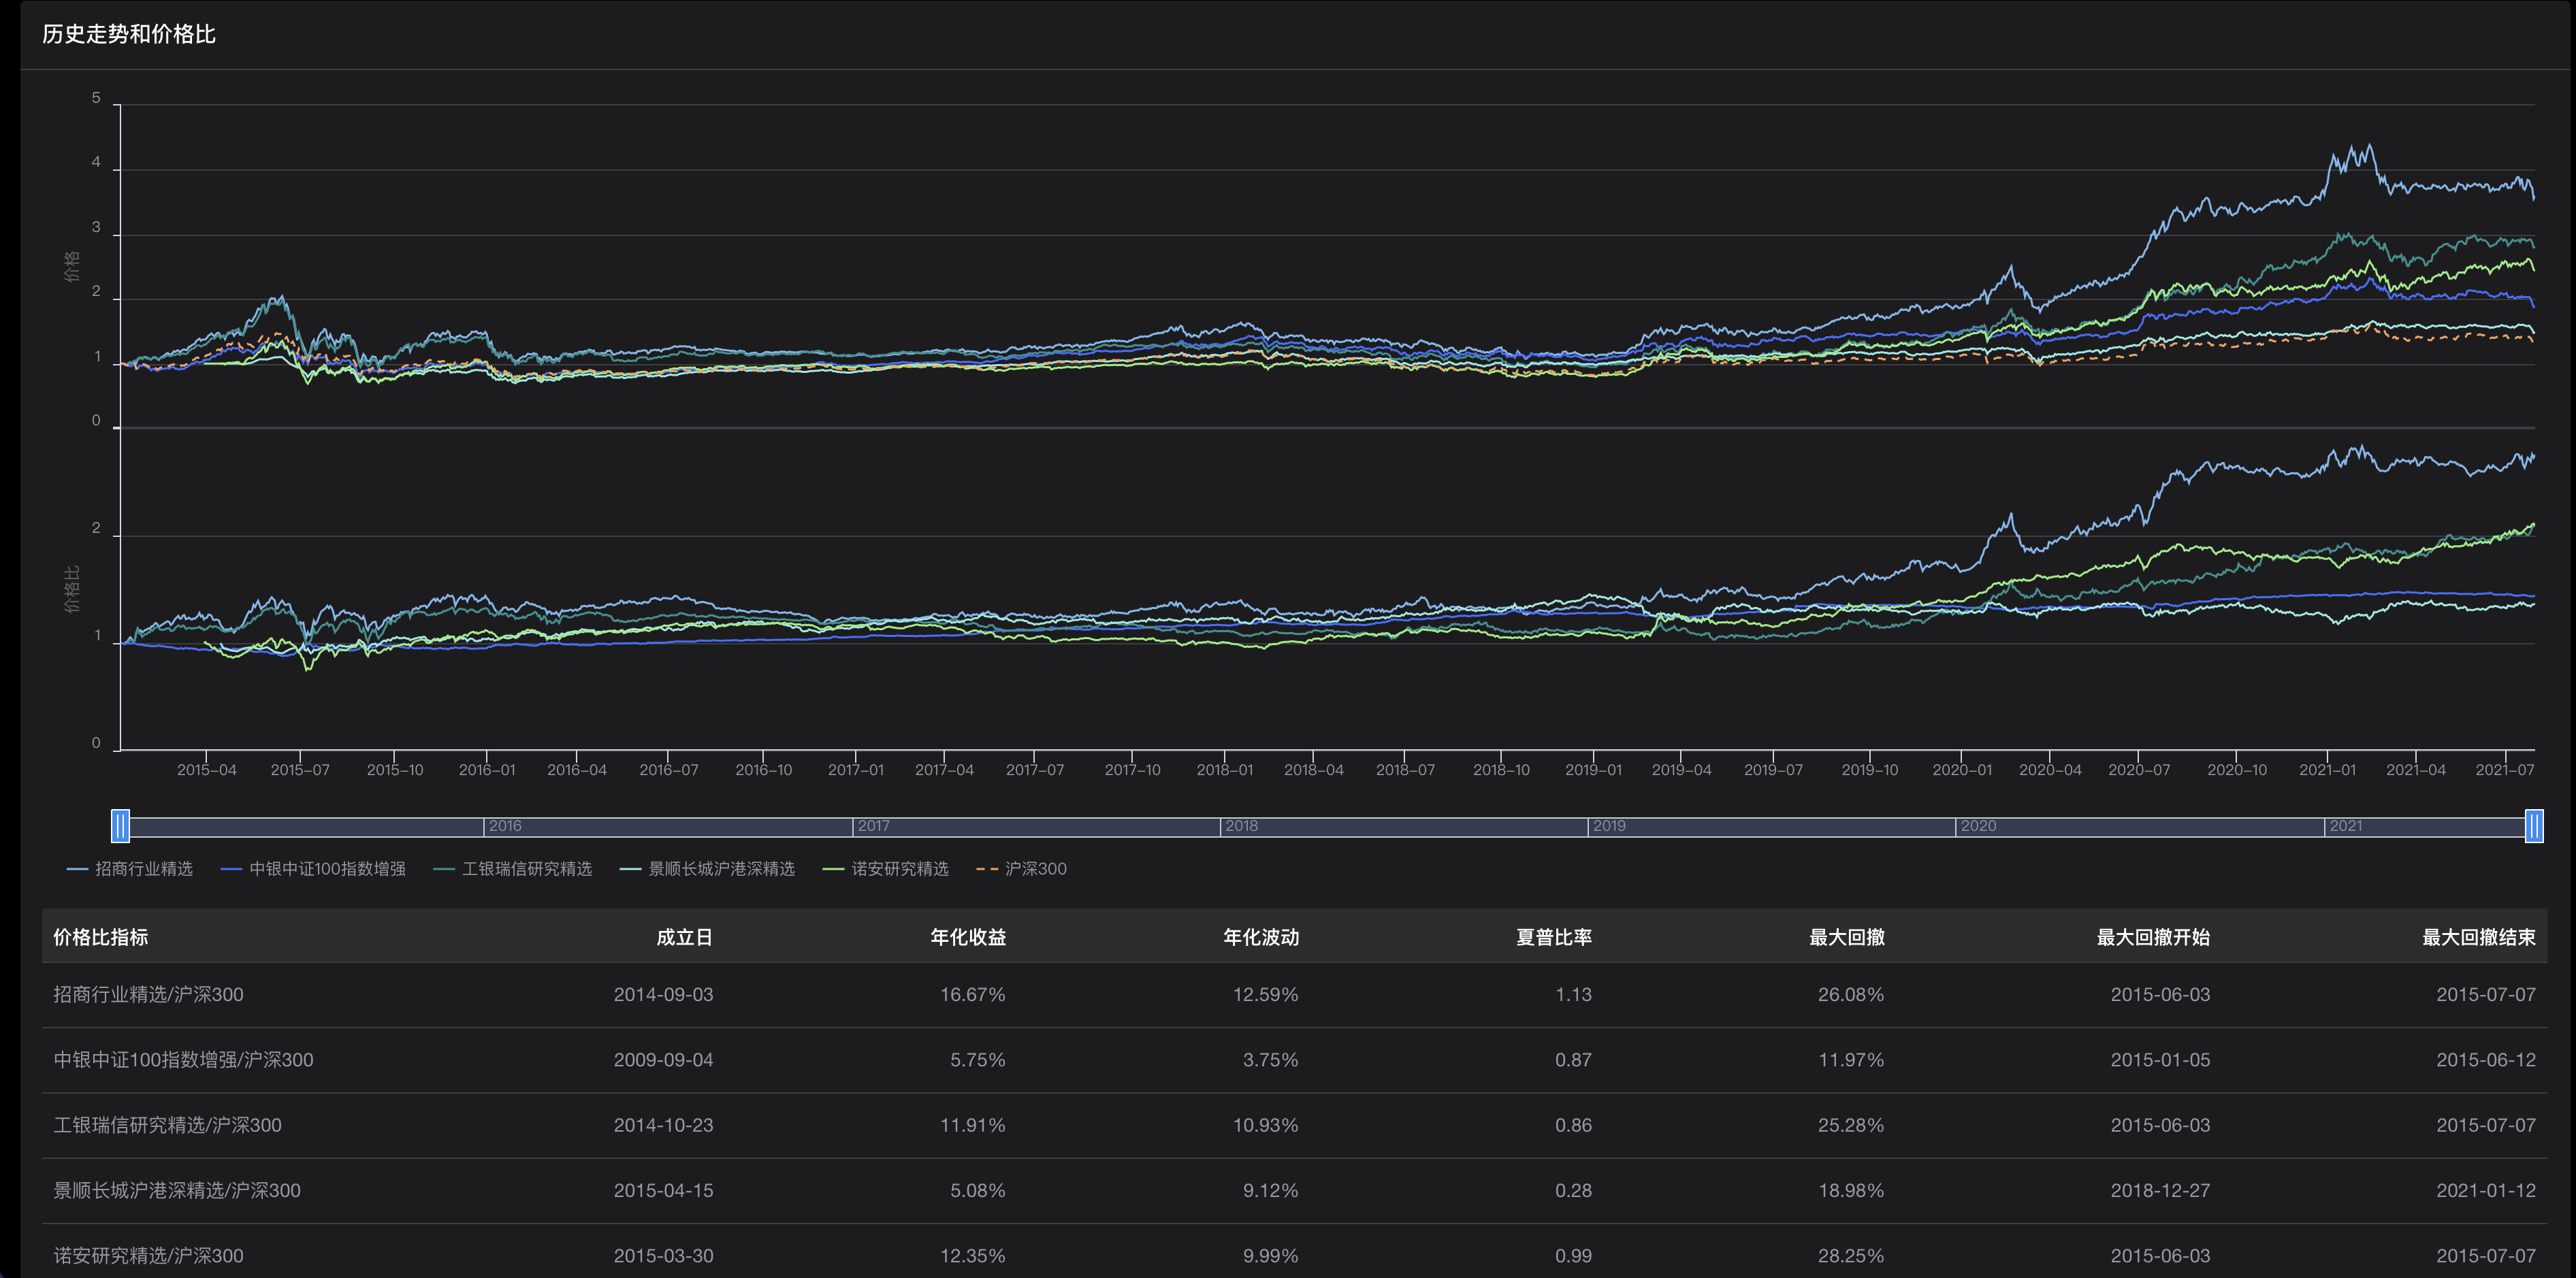 历史走势和价格比
5
4
3
2
1
0
价格
2
1
0
价格比
2015-04 2015-07 2015-10 2016-01 2016-04 2016-07 2016-10 2017-01 2017-04 2017-07 2017-10 2018-01 2018-04 2018-07 2018-10 2019-01 2019-04 2019-07 2019-10 2020-01 2020-04 2020-07 2020-10 2021-01 2021-04 2021-07
2016 2017 2018 2019 2020 2021
招商行业精选 中银中证100指数增强 工银瑞信研究精选 景顺长城沪港深精选 诺安研究精选 沪深300
价格比指标 成立日 年化收益 年化波动 夏普比率 最大回撤 最大回撤开始 最大回撤结束
招商行业精选/沪深300 2014-09-03 16.67% 12.59% 1.13 26.08% 2015-06-03 2015-07-07
中银中证100指数增强/沪深300 2009-09-04 5.75% 3.75% 0.87 11.97% 2015-01-05 2015-06-12
工银瑞信研究精选/沪深300 2014-10-23 11.91% 10.93% 0.86 25.28% 2015-06-03 2015-07-07
景顺长城沪港深精选/沪深300 2015-04-15 5.08% 9.12% 0.28 18.98% 2018-12-27 2021-01-12
诺安研究精选/沪深300 2015-03-30 12.35% 9.99% 0.99 28.25% 2015-06-03 2015-07-07